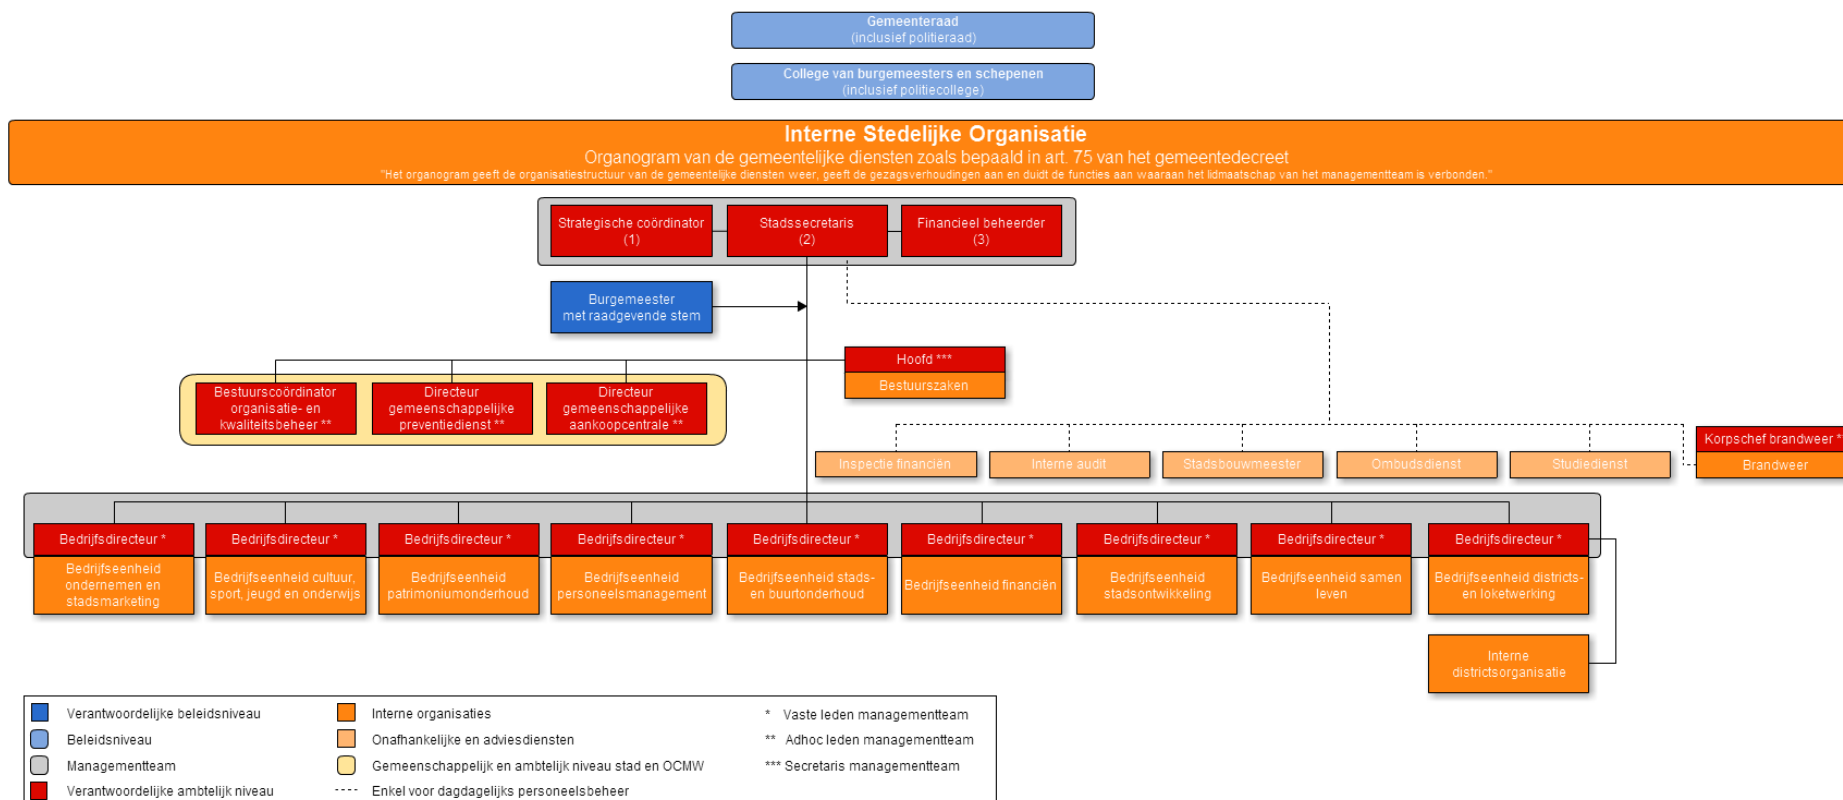 Gemeenteraad
(inclusief politieraad)
College van burgemeesters en schepenen
(inclusief politiecollege)
Interne Stedelijke Organisatie
Organogram van de gemeentelijke diensten zoals bepaald in art. 75 van het gemeentedecreet
"Het organogram geeft de organisatiestructuur van de gemeentelijke diensten weer, geeft de gezagsverhoudingen aan en duidt de functies aan waaraan het lidmaatschap van het managementteam is verbonden."
Strategische coördinator
(1)
Stadssecretaris
(2)
Financieel beheerder
(3)
Burgemeester
met raadgevende stem
Hoofd ***
Bestuurszaken
Bestuurscoördinator
organisatie- en
kwaliteitsbeheer **
Directeur
gemeenschappelijke
preventiedienst **
Directeur
gemeenschappelijke
aankoopcentrale **
Inspectie financiën
Interne audit
Stadsbouwmeester
Ombudsdienst
Studiedienst
Korpschef brandweer **
Brandweer
Bedrijfsdirecteur *
Bedrijfseenheid
ondernemen en
stadsmarketing
Bedrijfsdirecteur *
Bedrijfseenheid cultuur,
sport, jeugd en onderwijs
Bedrijfsdirecteur *
Bedrijfseenheid
patrimoniumonderhoud
Bedrijfsdirecteur *
Bedrijfseenheid
personeelsmanagement
Bedrijfsdirecteur *
Bedrijfseenheid stads-
en buurtonderhoud
Bedrijfsdirecteur *
Bedrijfseenheid financiën
Bedrijfsdirecteur *
Bedrijfseenheid
stadsontwikkeling
Bedrijfsdirecteur *
Bedrijfseenheid samen
leven
Bedrijfsdirecteur *
Bedrijfseenheid districts-
en loketwerking
Interne
districtsorganisatie
Verantwoordelijke beleidsniveau
Beleidsniveau
Managementteam
Verantwoordelijke ambtelijk niveau
Interne organisaties
Onafhankelijke en adviesdiensten
Gemeenschappelijk en ambtelijk niveau stad en OCMW
Enkel voor dagdagelijks personeelsbeheer
* Vaste leden managementteam
** Adhoc leden managementteam
*** Secretaris managementteam